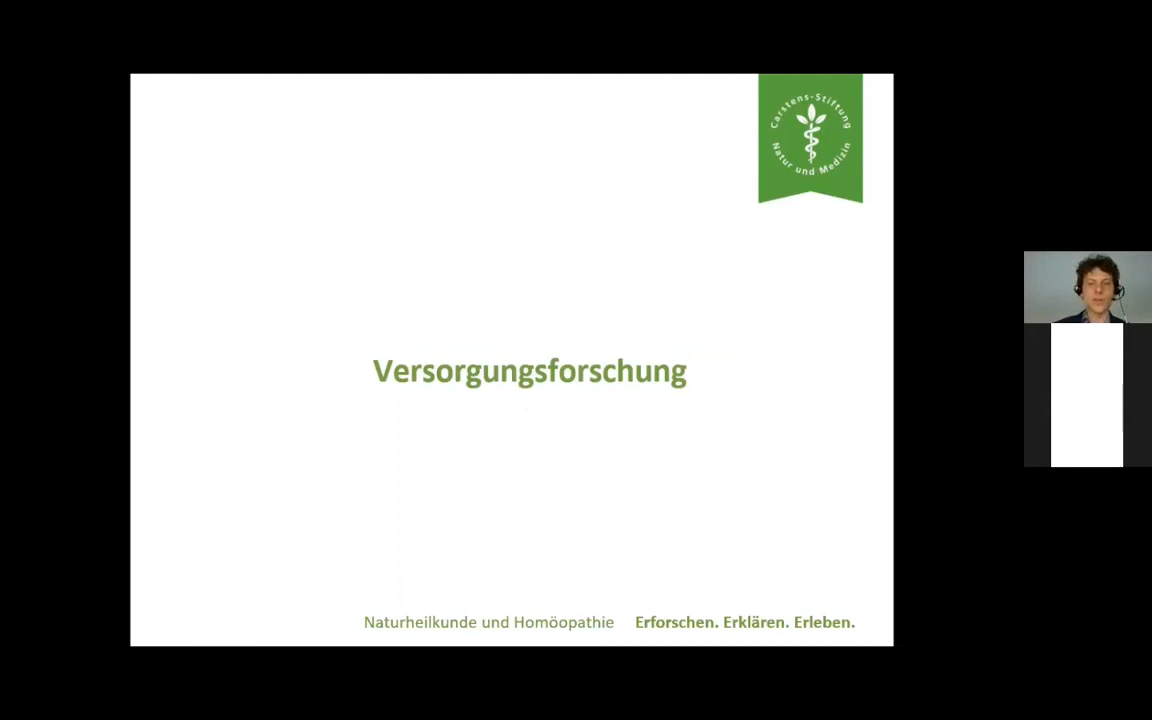 Carstens-Stiftung
Natur und Medizin
Versorgungsforschung
Naturheilkunde und Homöopathie Erforschen. Erklären. Erleben.